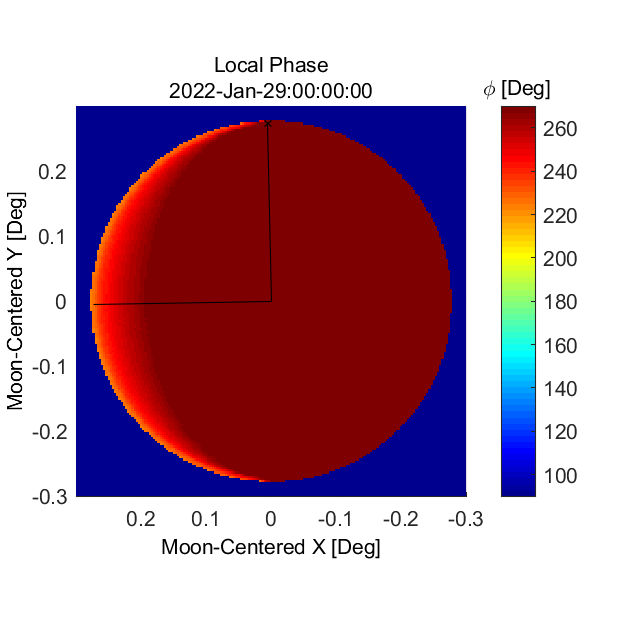 Local Phase
2022-Jan-29:00:00:00:00
ϕ [Deg]
Moon-Centered Y [Deg]
0.2
0.1
0
-0.1
-0.2
-0.3
0.2 0.1 0 -0.1 -0.2 -0.3
Moon-Centered X [Deg]
260
240
220
200
180
160
140
120
100